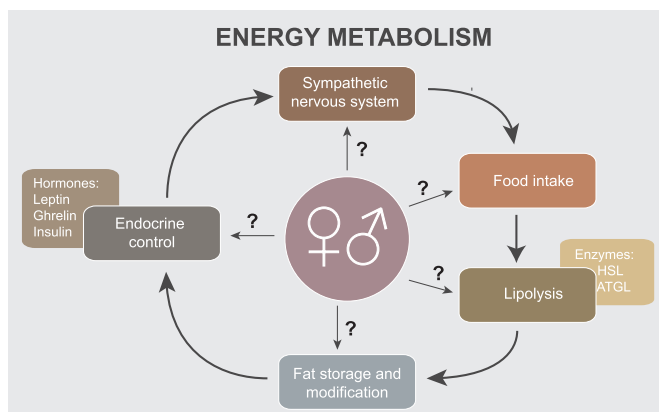 ENERGY METABOLISM
Sympathetic
nervous system
?
Food intake
?
Hormones:
Leptin
Ghrelin
Insulin
Endocrine
control
?
Enzymes:
HSL
ATGL
Lipolysis
?
?
Fat storage and
modification